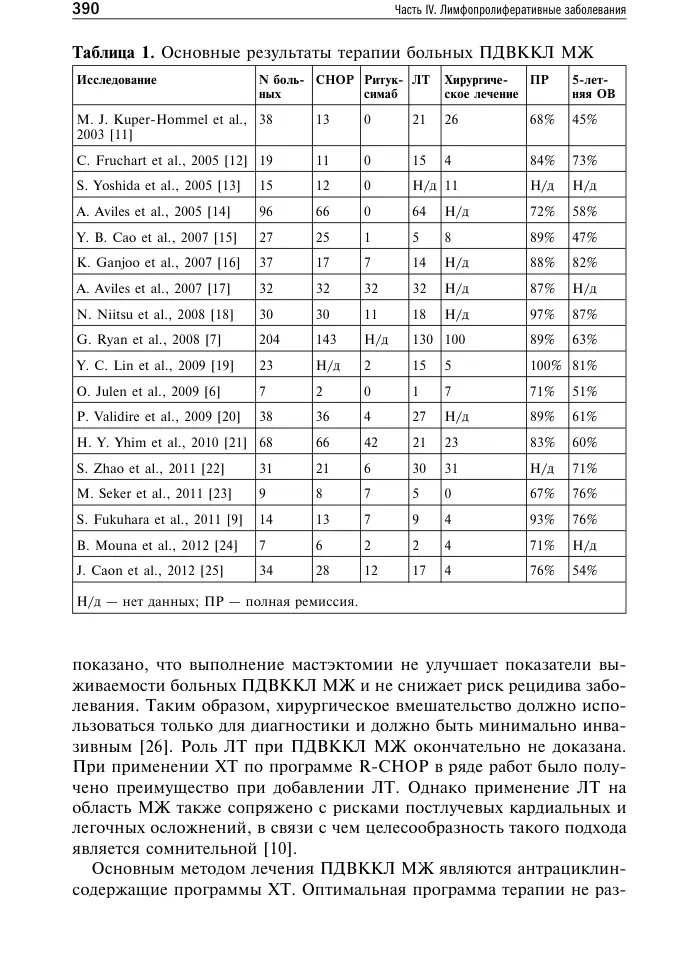 390
Часть IV. Лимфопролиферативные заболевания
Таблица 1. Основные результаты терапии больных ПДВККЛ МЖ
Исследование N боль- CHOP Ритук- ЛТ Хирургиче- ПР 5-лет-
ных симаб ское лечение няя ОВ
M. J. Kuper-Hommel et al., 38 13 0 21 26 68% 45%
2003 [11]
C. Fruchart et al., 2005 [12] 19 11 0 15 4 84% 73%
S. Yoshida et al., 2005 [13] 15 12 0 Н/д 11 Н/д Н/д
A. Aviles et al., 2005 [14] 96 66 0 64 Н/д 72% 58%
Y. B. Cao et al., 2007 [15] 27 25 1 5 8 89% 47%
K. Ganjoo et al., 2007 [16] 37 17 7 14 Н/д 88% 82%
A. Aviles et al., 2007 [17] 32 32 32 32 Н/д 87% Н/д
N. Niitsu et al., 2008 [18] 30 30 11 18 Н/д 97% 87%
G. Ryan et al., 2008 [7] 204 143 Н/д 130 100 89% 63%
Y. C. Lin et al., 2009 [19] 23 Н/д 2 15 5 100% 81%
O. Julen et al., 2009 [6] 7 2 0 1 7 71% 51%
P. Validire et al., 2009 [20] 38 36 4 27 Н/д 89% 61%
H. Y. Yhim et al., 2010 [21] 68 66 42 21 23 83% 60%
S. Zhao et al., 2011 [22] 31 21 6 30 31 Н/д 71%
M. Seker et al., 2011 [23] 9 8 7 5 0 67% 76%
S. Fukuhara et al., 2011 [9] 14 13 7 9 4 93% 76%
B. Mouna et al., 2012 [24] 7 6 2 2 4 71% Н/д
J. Caon et al., 2012 [25] 34 28 12 17 4 76% 54%
Н/д — нет данных; ПР — полная ремиссия.
показано, что выполнение мастэктомии не улучшает показатели вы-
живаемости больных ПДВККЛ МЖ и не снижает риск рецидива забо-
левания. Таким образом, хирургическое вмешательство должно испо-
льзоваться только для диагностики и должно быть минимально инва-
зивным [26]. Роль ЛТ при ПДВККЛ МЖ окончательно не доказана.
При применении ХТ по программе R-CHOP в ряде работ было полу-
чено преимущество при добавлении ЛТ. Однако применение ЛТ на
область МЖ также сопряжено с рисками постлучевых кардиальных и
легочных осложнений, в связи с чем целесообразность такого подхода
является сомнительной [10].
Основным методом лечения ПДВККЛ МЖ являются антрациклин-
содержащие программы ХТ. Оптимальная программа терапии не раз-